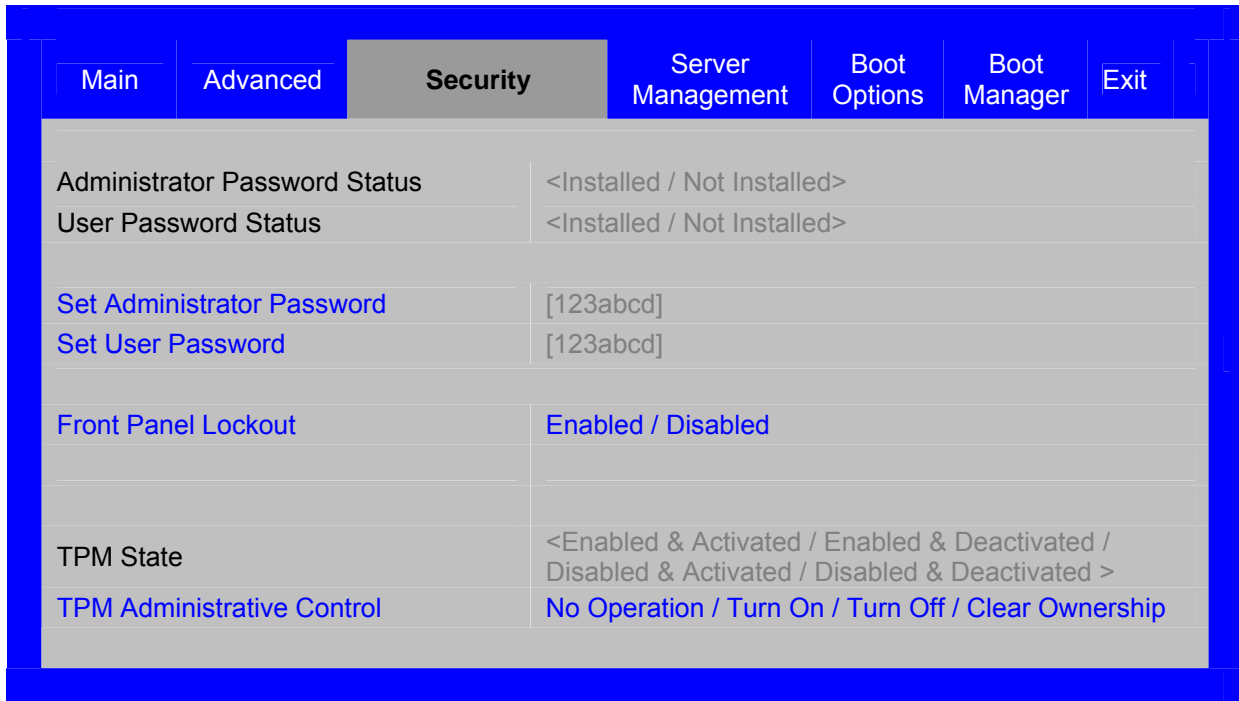 Main Advanced Security Server Management Boot Options Boot Manager Exit
Administrator Password Status <Installed / Not Installed>
User Password Status <Installed / Not Installed>
Set Administrator Password [123abcd]
Set User Password [123abcd]
Front Panel Lockout Enabled / Disabled
TPM State <Enabled & Activated / Enabled & Deactivated /
Disabled & Activated / Disabled & Deactivated >
TPM Administrative Control No Operation / Turn On / Turn Off / Clear Ownership